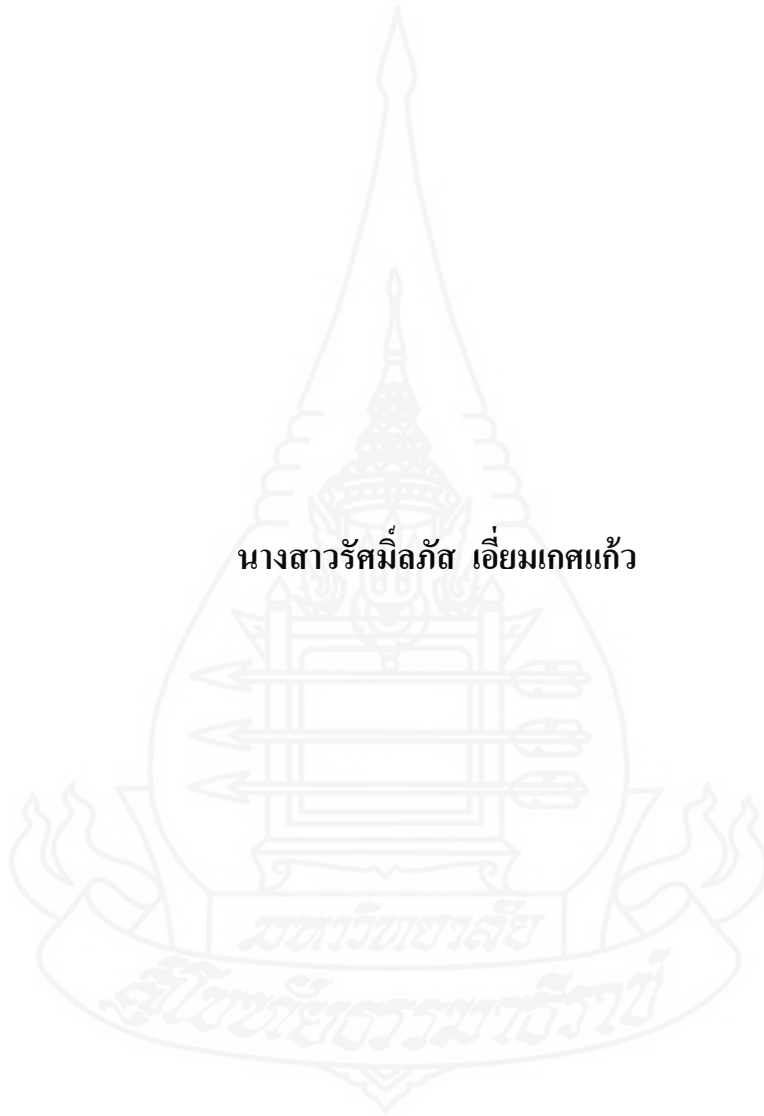 นางสาวรัศมิ์ลภัส เอี่ยมเกศแก้ว
มหาวิทยาลัย
สุโขทัยธรรมาธิราช